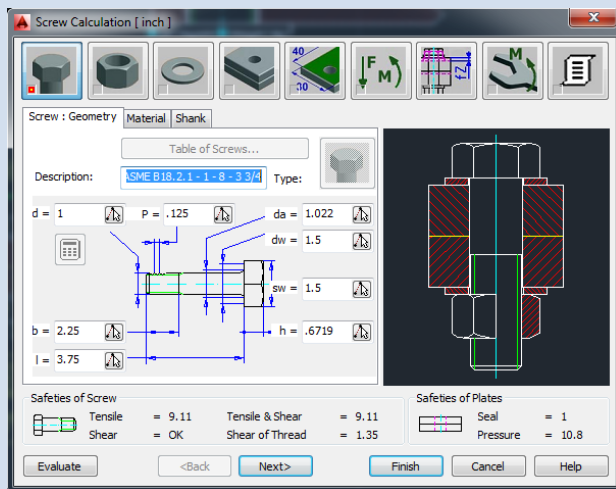 Screw Calculation [ inch ]
40
30
F
M
fZ
M
Screw : Geometry Material Shank
Table of Screws...
Description: ASME B18.2.1 - 1 - 8 - 3 3/4 Type:
d = 1 P = .125 da = 1.022
dw = 1.5
sw = 1.5
b = 2.25 h = .6719
l = 3.75
Safeties of Screw Safeties of Plates
Tensile = 9.11 Tensile & Shear = 9.11 Seal = 1
Shear = OK Shear of Thread = 1.35 Pressure = 10.8
Evaluate <Back Next> Finish Cancel Help